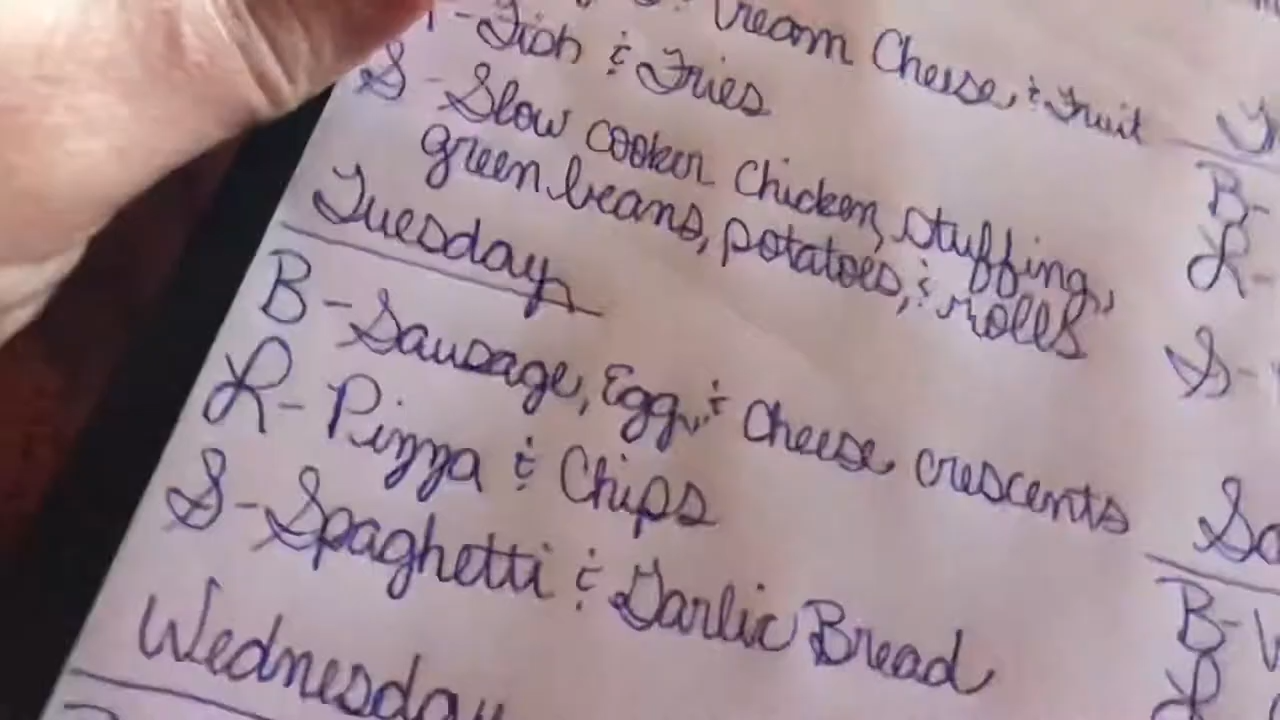 Cream Cheese, & Fruit
- Fish & Fries
S - Slow cooker chicken, stuffing,
green beans, potatoes, & rolls
Tuesday
B - Sausage, Egg, & Cheese crescents
L - Pizza & Chips
S - Spaghetti & Garlic Bread
Wednesday
B-
L-
S-
B-
L